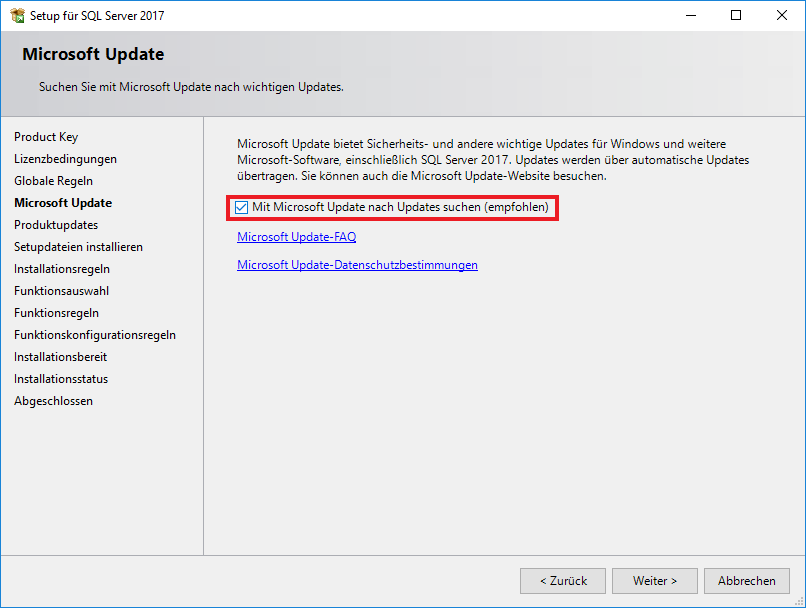 Setup für SQL Server 2017
Microsoft Update
Suchen Sie mit Microsoft Update nach wichtigen Updates.
Product Key
Lizenzbedingungen
Globale Regeln
Microsoft Update
Produktupdates
Setupdateien installieren
Installationsregeln
Funktionsauswahl
Funktionsregeln
Funktionskonfigurationsregeln
Installationsbereit
Installationsstatus
Abgeschlossen
Microsoft Update bietet Sicherheits- und andere wichtige Updates für Windows und weitere
Microsoft-Software, einschließlich SQL Server 2017. Updates werden über automatische Updates
übertragen. Sie können auch die Microsoft Update-Website besuchen.
Mit Microsoft Update nach Updates suchen (empfohlen)
Microsoft Update-FAQ
Microsoft Update-Datenschutzbestimmungen
< Zurück
Weiter >
Abbrechen